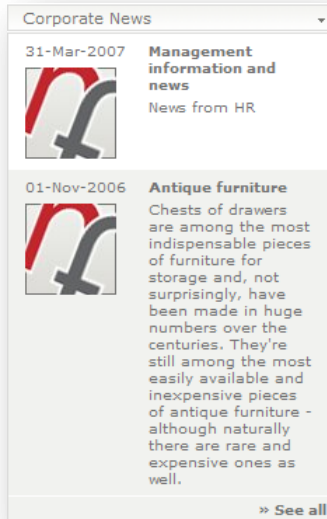 Corporate News
31-Mar-2007
Management
information and
news
News from HR
01-Nov-2006
Antique furniture
Chests of drawers
are among the most
indispensable pieces
of furniture for
storage and, not
surprisingly, have
been made in huge
numbers over the
centuries. They're
still among the most
easily available and
inexpensive pieces
of antique furniture -
although naturally
there are rare and
expensive ones as
well.
» See all